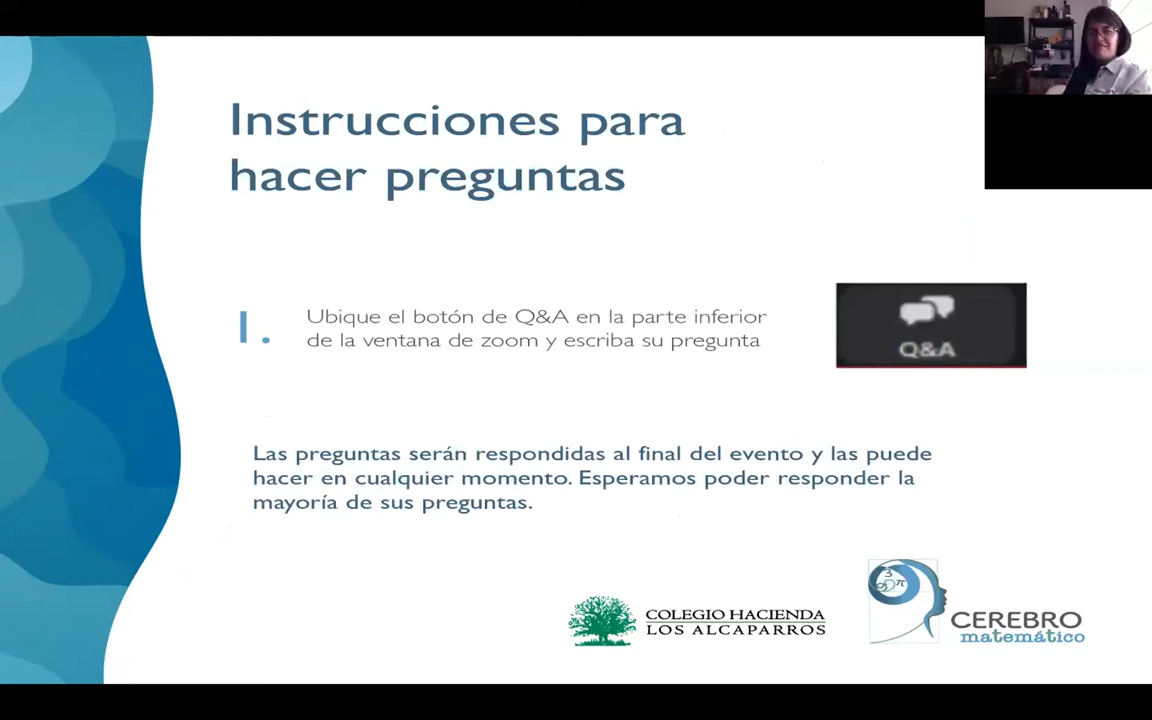 Instrucciones para
hacer preguntas
1.
Ubique el botón de Q&A en la parte inferior
de la ventana de zoom y escriba su pregunta
Q&A
Las preguntas serán respondidas al final del evento y las puede
hacer en cualquier momento. Esperamos poder responder la
mayoría de sus preguntas.
COLEGIO HACIENDA
LOS ALCAPARROS
3
∞
π
CEREBRO
matemático